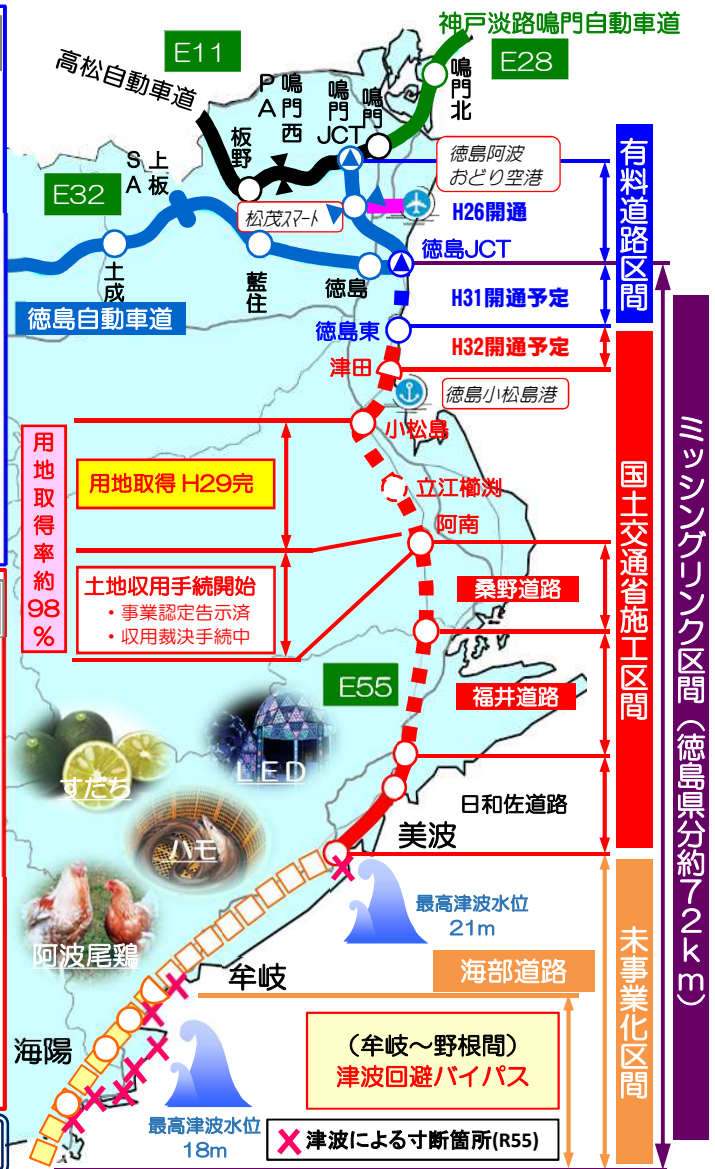 神戸淡路鳴門自動車道
E11
E28
高松自動車道
鳴門北
鳴門
鳴門JCT
鳴門西PA
板野
上板SA
E32
徳島阿波
おどり空港
松茂スマート
H26開通
有料道路区間
徳島JCT
土成
藍住
徳島
徳島自動車道
H31開通予定
徳島東
H32開通予定
津田
徳島小松島港
小松島
用地取得率約98%
用地取得 H29完
立江櫛渕
阿南
土地収用手続開始
・事業認定告示済
・収用裁決手続中
桑野道路
国土交通省施工区間
ミッシングリンク区間(徳島県分約72km)
E55
福井道路
すだち
LED
日和佐道路
ハモ
美波
最高津波水位
21m
阿波尾鶏
牟岐
海部道路
未事業化区間
海陽
(牟岐～野根間)
津波回避バイパス
最高津波水位
18m
津波による寸断箇所(R55)